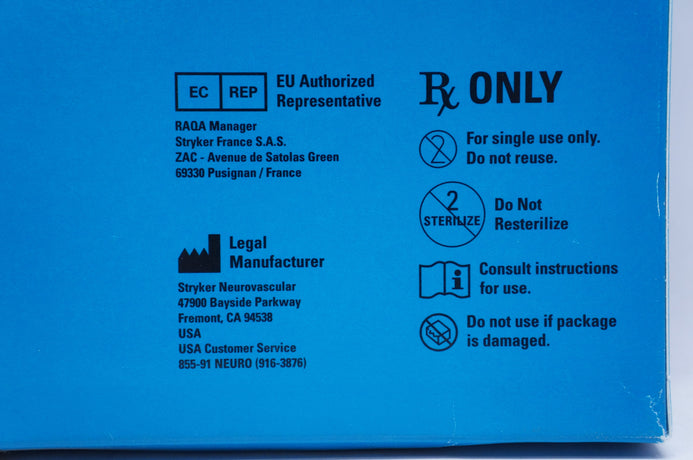 EC REP
EU Authorized
Representative
RAQA Manager
Stryker France S.A.S.
ZAC - Avenue de Satolas Green
69330 Pusignan / France
Legal
Manufacturer
Stryker Neurovascular
47900 Bayside Parkway
Fremont, CA 94538
USA
USA Customer Service
855-91 NEURO (916-3876)
Rx ONLY
2
For single use only.
Do not reuse.
2
STERILIZE
Do Not
Resterilize
i
Consult instructions
for use.
Do not use if package
is damaged.